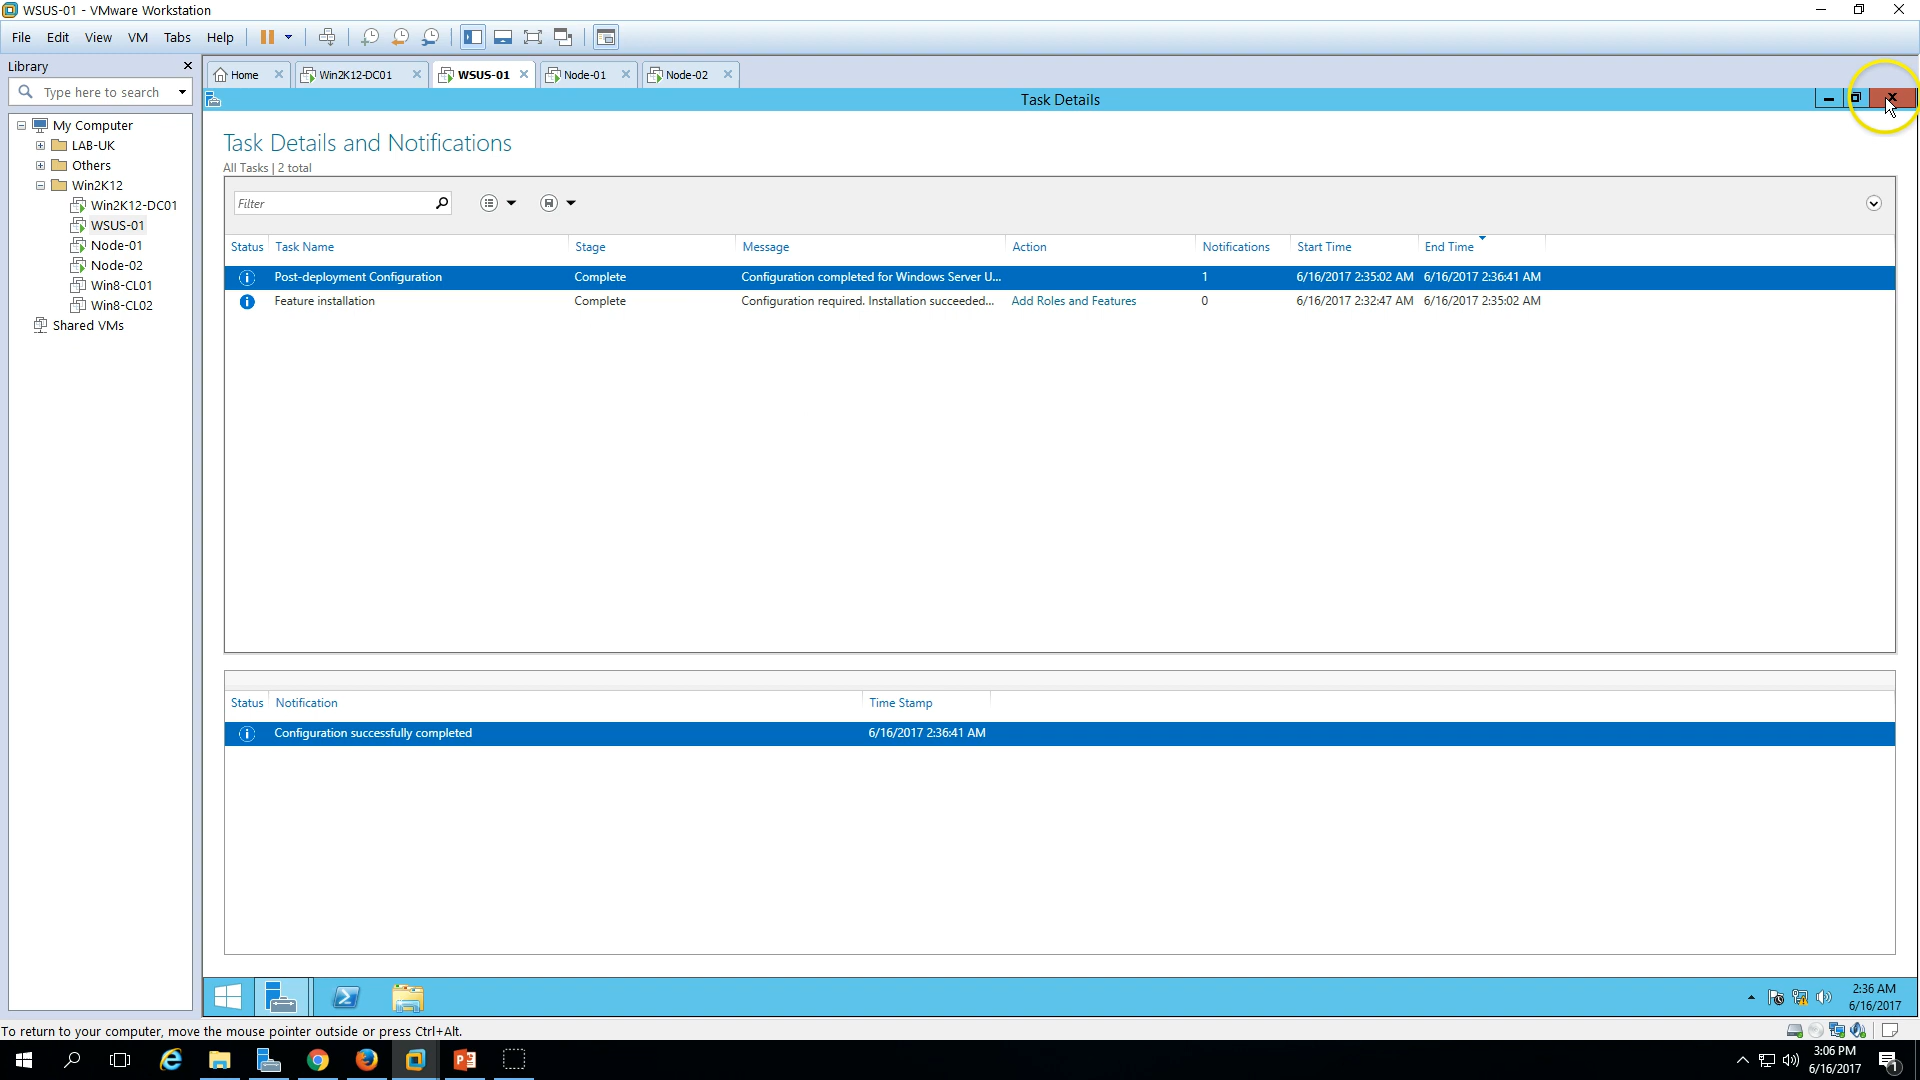 WSUS-01 - VMware Workstation
File Edit View VM Tabs Help
Library
Type here to search
My Computer
LAB-UK
Others
Win2K12
Win2K12-DC01
WSUS-01
Node-01
Node-02
Win8-CL01
Win8-CL02
Shared VMs
Home Win2K12-DC01 WSUS-01 Node-01 Node-02
Task Details
Task Details and Notifications
All Tasks | 2 total
Filter
Status Task Name Stage Message Action Notifications Start Time End Time
Post-deployment Configuration Complete Configuration completed for Windows Server U... 1 6/16/2017 2:35:02 AM 6/16/2017 2:36:41 AM
Feature installation Complete Configuration required. Installation succeeded... Add Roles and Features 0 6/16/2017 2:32:47 AM 6/16/2017 2:35:02 AM
Status Notification Time Stamp
Configuration successfully completed 6/16/2017 2:36:41 AM
2:36 AM
6/16/2017
To return to your computer, move the mouse pointer outside or press Ctrl+Alt.
3:06 PM
6/16/2017
1